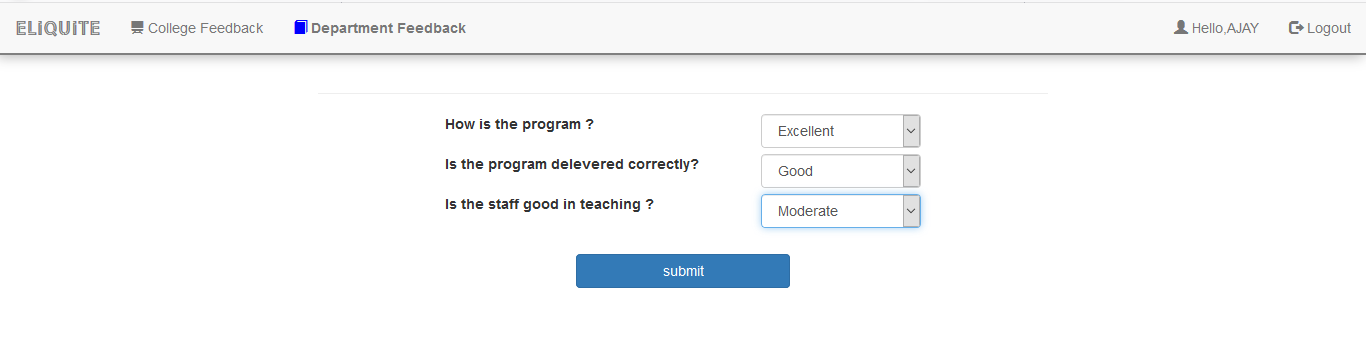 ELiQUiTE College Feedback Department Feedback Hello,AJAY Logout
How is the program ? Excellent
Is the program delevered correctly? Good
Is the staff good in teaching ? Moderate
submit